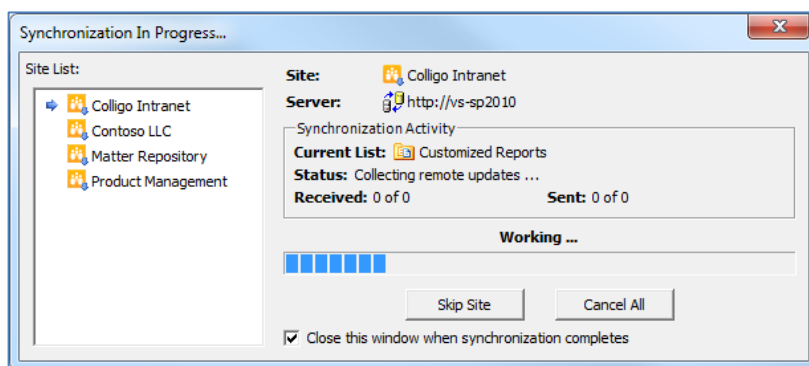 Synchronization In Progress...
Site List:
Colligo Intranet
Contoso LLC
Matter Repository
Product Management
Site: Colligo Intranet
Server: http://vs-sp2010
Synchronization Activity
Current List: Customized Reports
Status: Collecting remote updates ...
Received: 0 of 0 Sent: 0 of 0
Working ...
Skip Site Cancel All
Close this window when synchronization completes